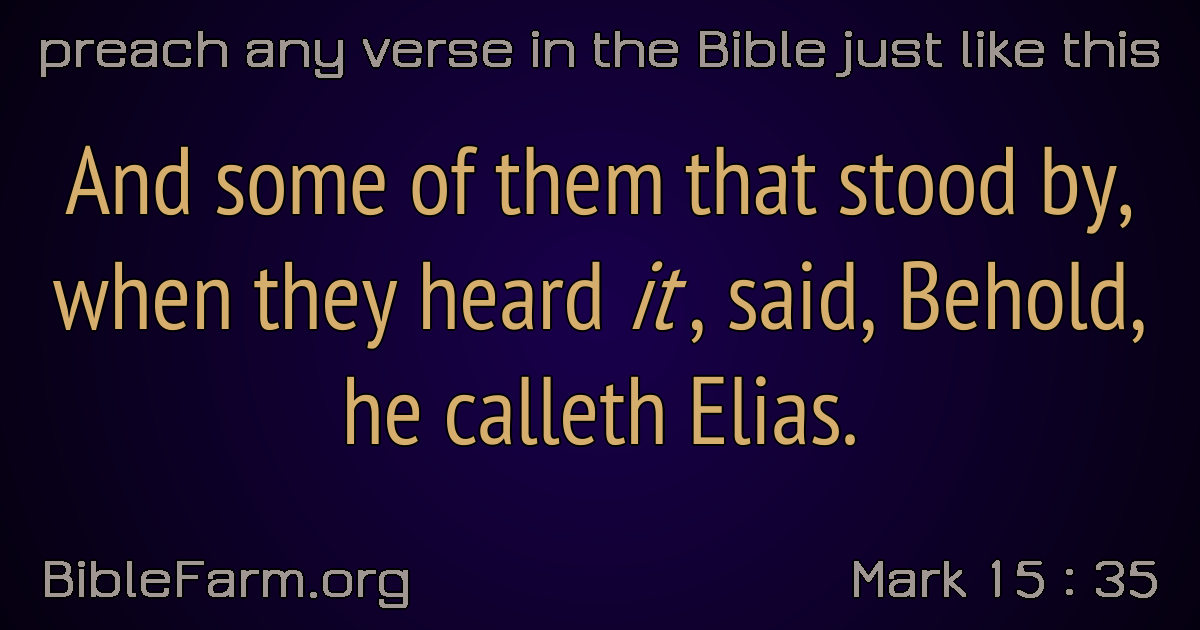 preach any verse in the Bible just like this
And some of them that stood by,
when they heard it, said, Behold,
he calleth Elias.
BibleFarm.org
Mark 15 : 35